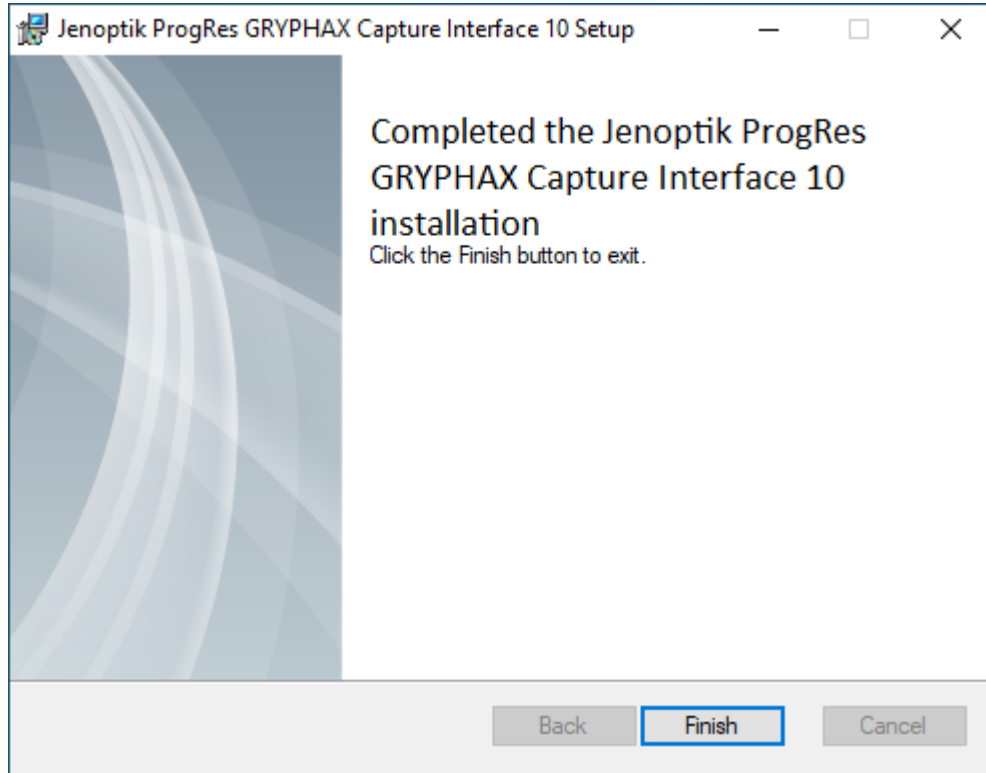 Jenoptik ProgRes GRYPHAX Capture Interface 10 Setup
Completed the Jenoptik ProgRes
GRYPHAX Capture Interface 10
installation
Click the Finish button to exit.
Back Finish Cancel